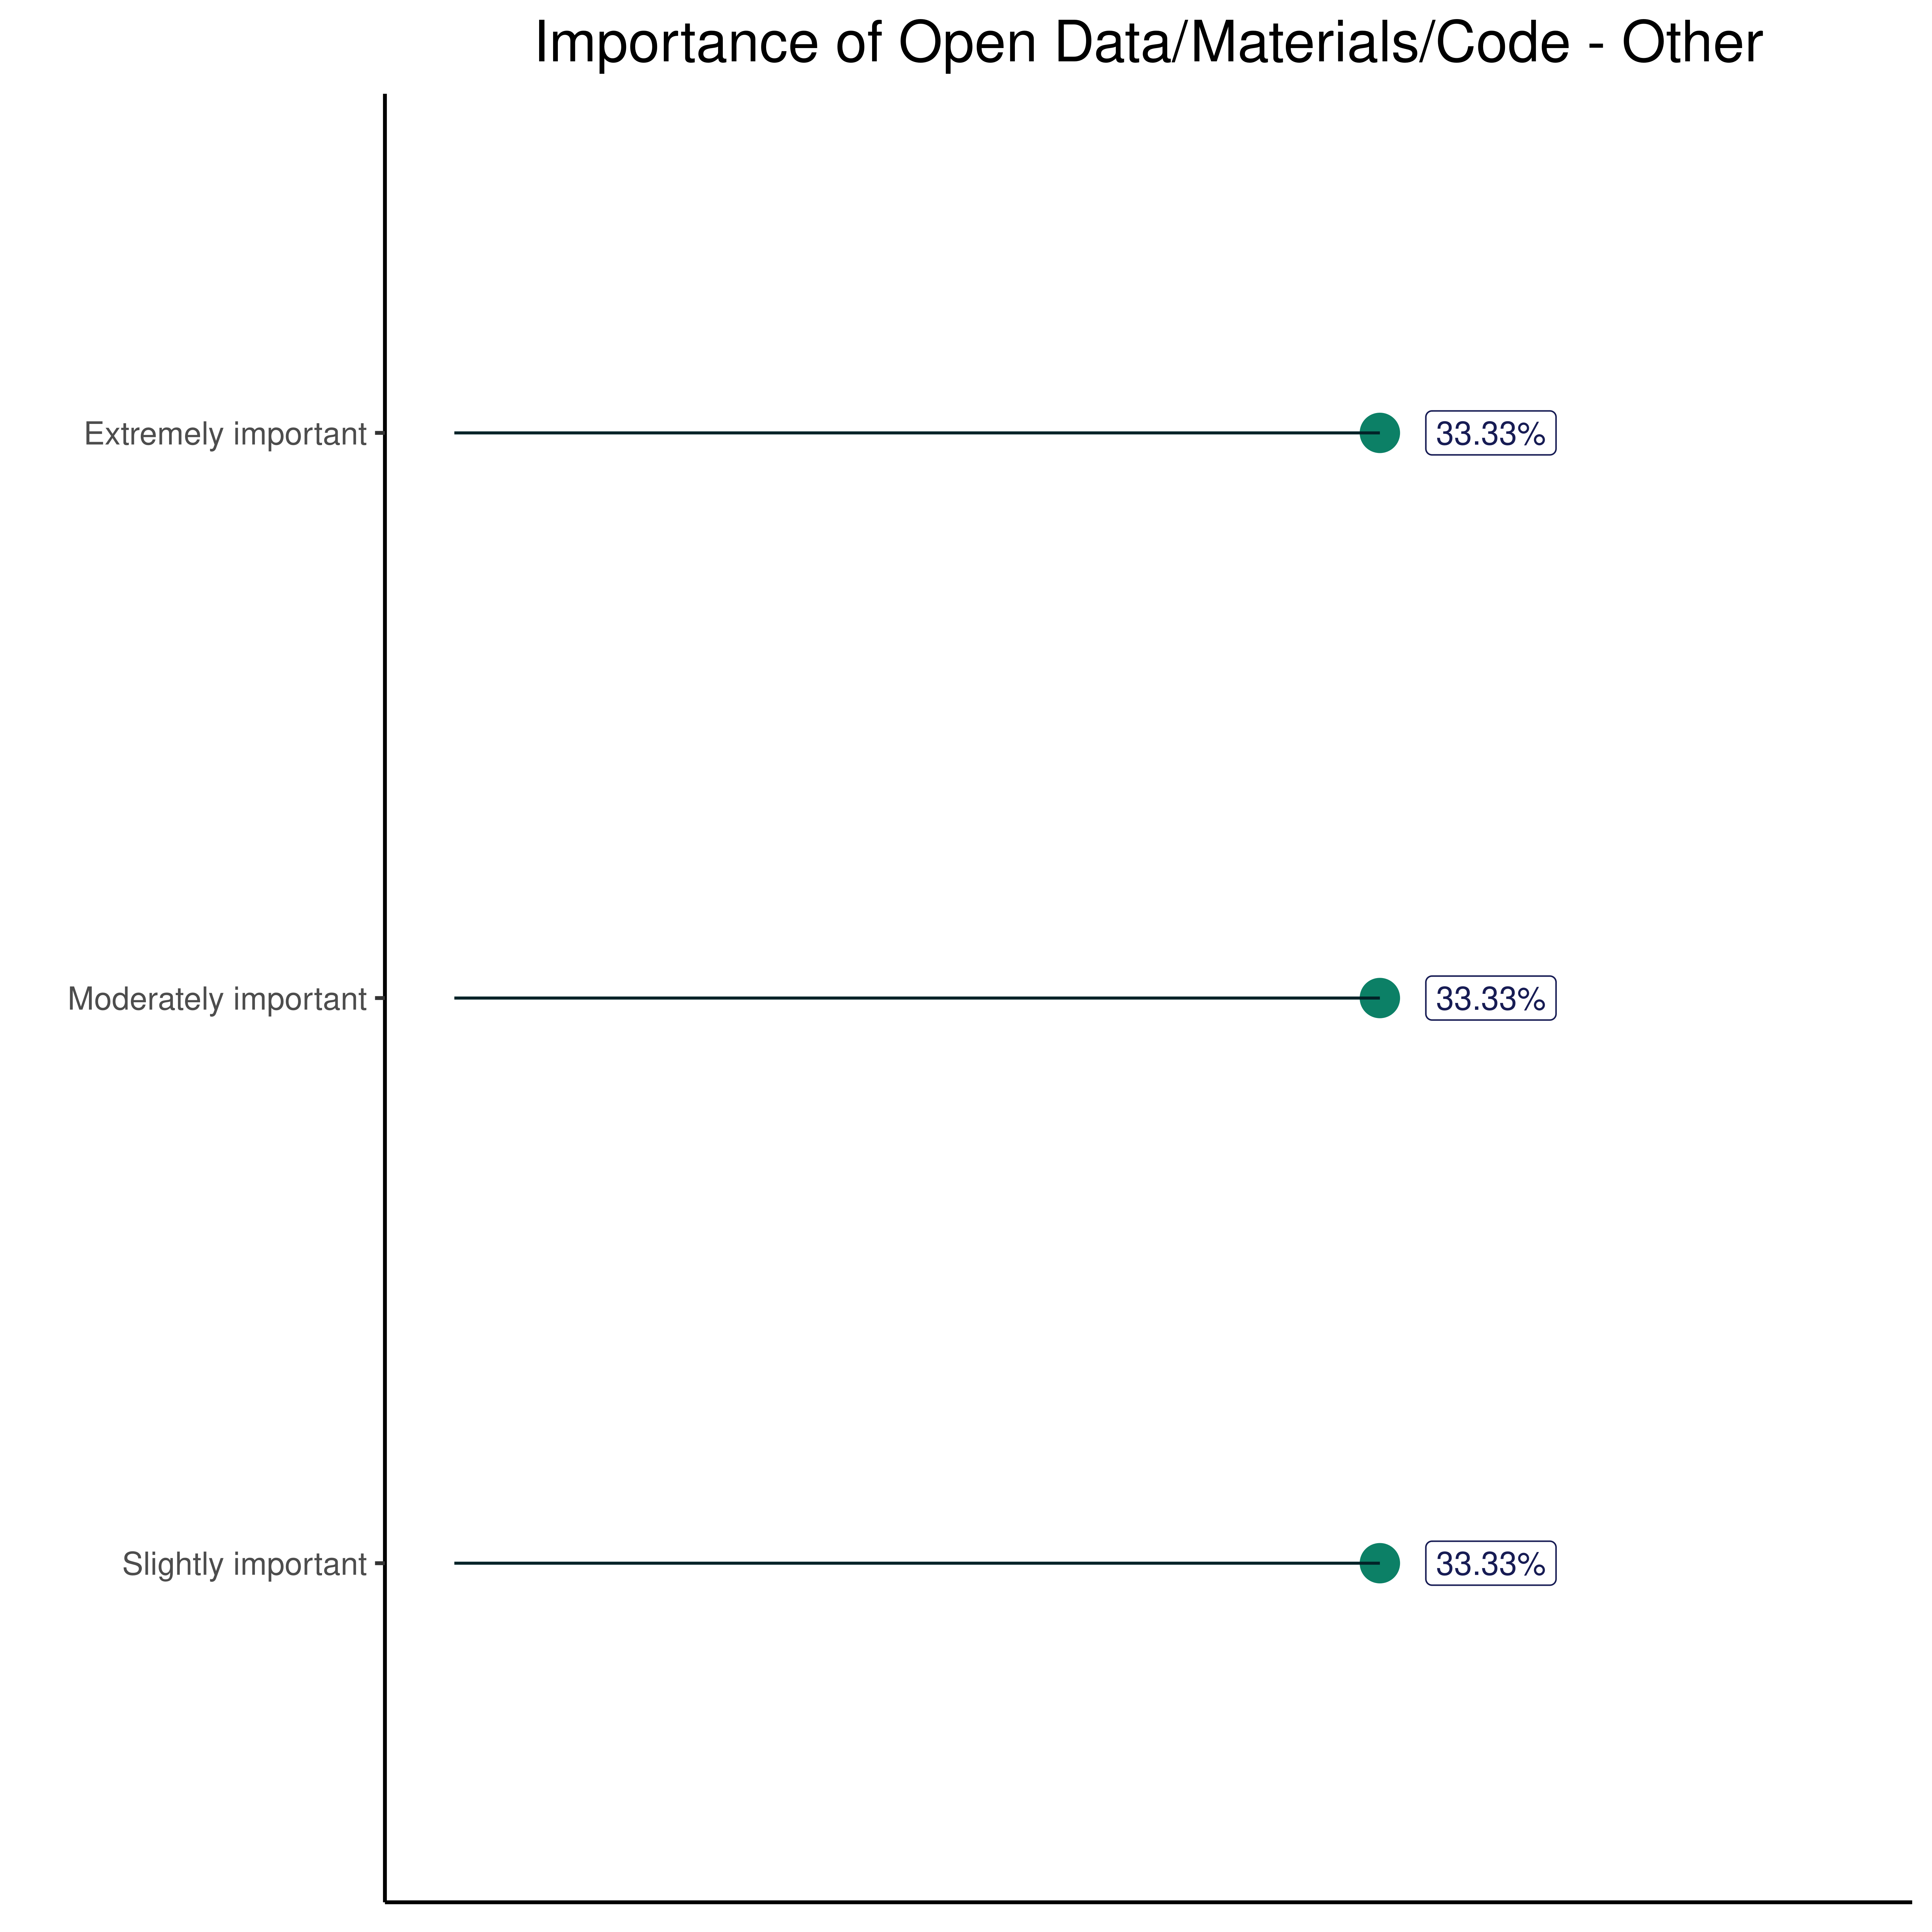 Importance of Open Data/Materials/Code - Other
Extremely important 33.33%
Moderately important 33.33%
Slightly important 33.33%